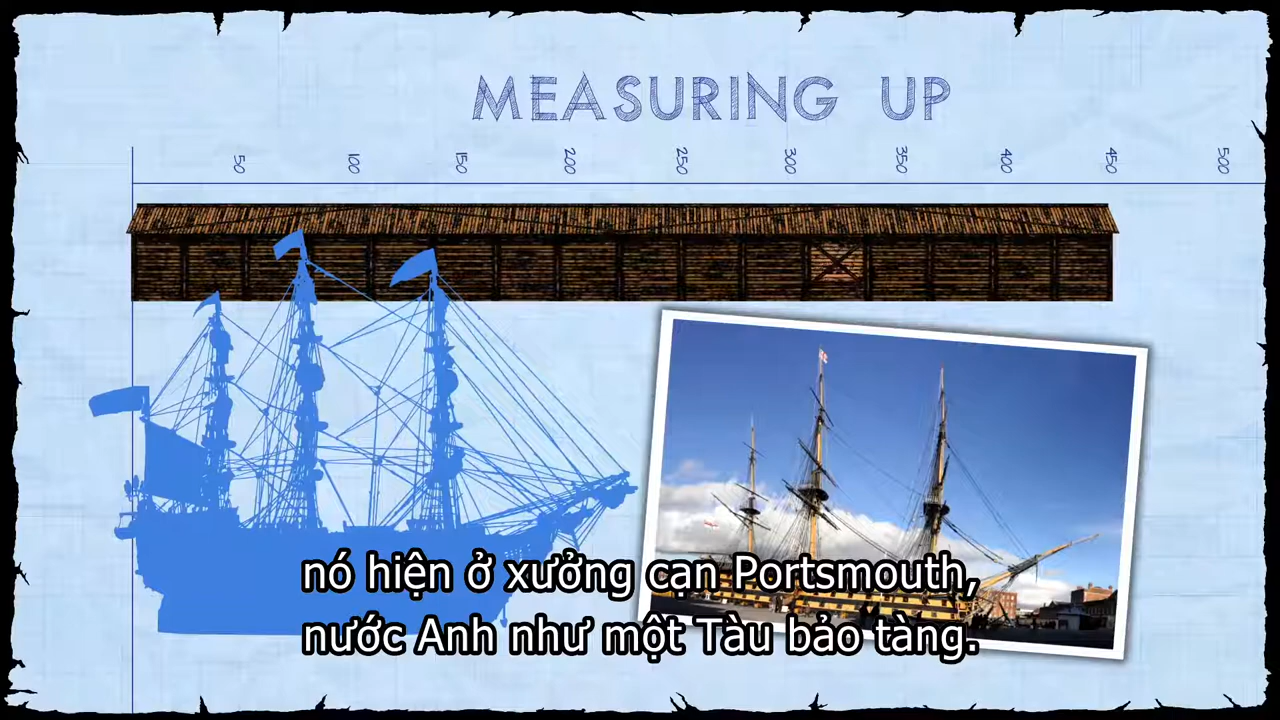 MEASURING UP
50 100 150 200 250 300 350 400 450 500
nó hiện ở xưởng cạn Portsmouth,
nước Anh như một Tàu bảo tàng.